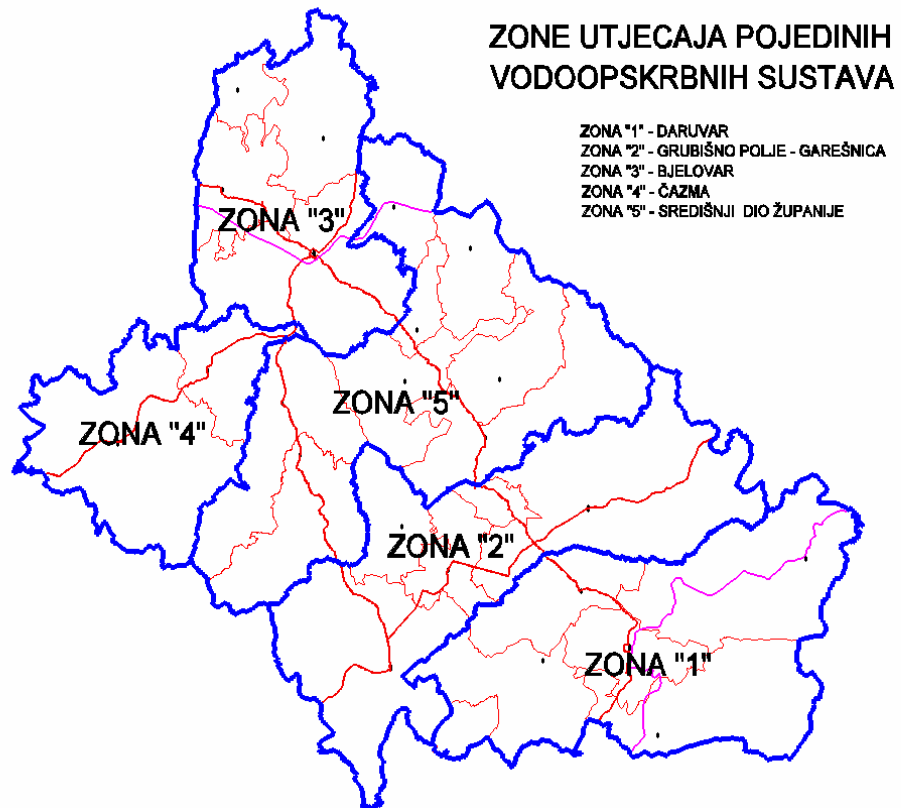 ZONE UTJECAJA POJEDINIH
VODOOPSKRBNIH SUSTAVA
ZONA "1" - DARUVAR
ZONA "2" - GRUBIŠNO POLJE - GAREŠNICA
ZONA "3" - BJELOVAR
ZONA "4" - ČAZMA
ZONA "5" - SREDIŠNJI DIO ŽUPANIJE
ZONA "3"
ZONA "5"
ZONA "4"
ZONA "2"
ZONA "1"